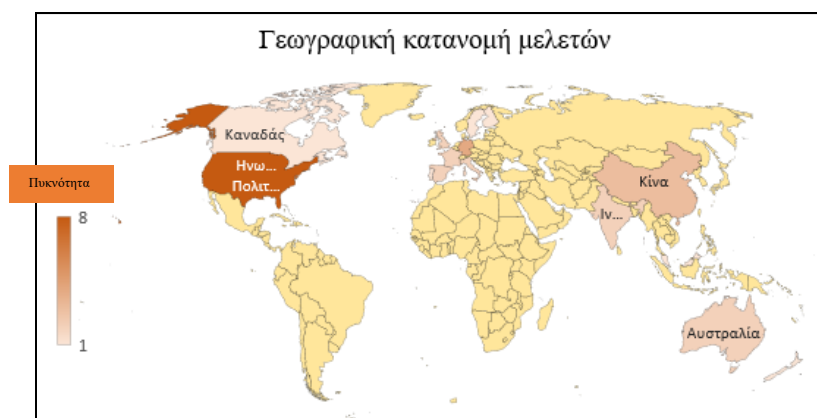 Γεωγραφική κατανομή μελετών
Καναδάς
Ηνω...
Πολιτ...
Κίνα
Ιν...
Αυστραλία
Πυκνότητα
8
1